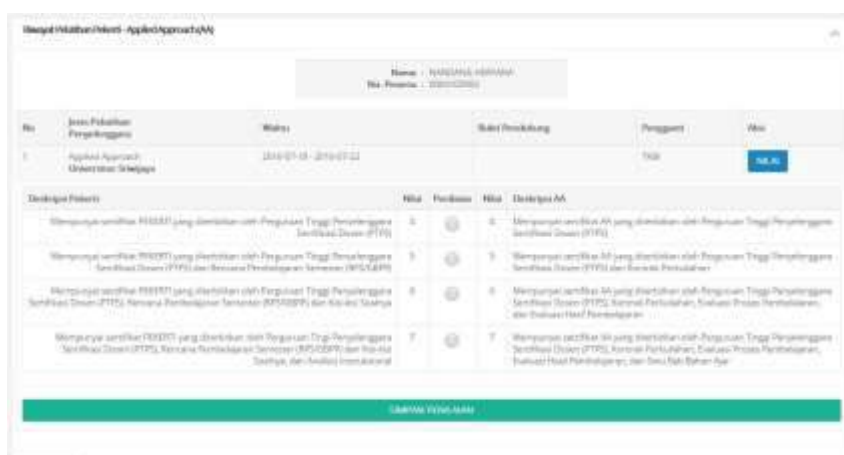 Riwayat Pelatihan Pekerti - Applied Approach (AA)
Nama :
No. Peserta :
No Jenis Pelatihan Waktu Bukti Pendukung Pengganti Aksi
Penyelenggara
1 Applied Approach 2016-07-18 - 2016-07-22 Tidak NILAI
Universitas Sriwijaya
Deskripsi Pekerti Nilai Penilaian Nilai Deskripsi AA
Mempunyai sertifikat PEKERTI yang diterbitkan oleh Perguruan Tinggi Penyelenggara 4 4 Mempunyai sertifikat AA yang diterbitkan oleh Perguruan Tinggi Penyelenggara
Sertifikasi Dosen (PTPS) Sertifikasi Dosen (PTPS)
Mempunyai sertifikat PEKERTI yang diterbitkan oleh Perguruan Tinggi Penyelenggara 5 5 Mempunyai sertifikat AA yang diterbitkan oleh Perguruan Tinggi Penyelenggara
Sertifikasi Dosen (PTPS) dan Rencana Pembelajaran Semester (RPS/GBPP) Sertifikasi Dosen (PTPS) dan Kontrak Perkuliahan
Mempunyai sertifikat PEKERTI yang diterbitkan oleh Perguruan Tinggi Penyelenggara 6 6 Mempunyai sertifikat AA yang diterbitkan oleh Perguruan Tinggi Penyelenggara
Sertifikasi Dosen (PTPS), Rencana Pembelajaran Semester (RPS/GBPP) dan Kisi-kisi Soalnya Sertifikasi Dosen (PTPS), Kontrak Perkuliahan, Evaluasi Proses Pembelajaran,
dan Evaluasi Hasil Pembelajaran
Mempunyai sertifikat PEKERTI yang diterbitkan oleh Perguruan Tinggi Penyelenggara 7 7 Mempunyai sertifikat AA yang diterbitkan oleh Perguruan Tinggi Penyelenggara
Sertifikasi Dosen (PTPS), Rencana Pembelajaran Semester (RPS/GBPP) dan Kisi-kisi Sertifikasi Dosen (PTPS), Kontrak Perkuliahan, Evaluasi Proses Pembelajaran,
Soalnya, dan Analisis Instruksional Evaluasi Hasil Pembelajaran, dan Satu Bab Bahan Ajar
SIMPAN PENILAIAN